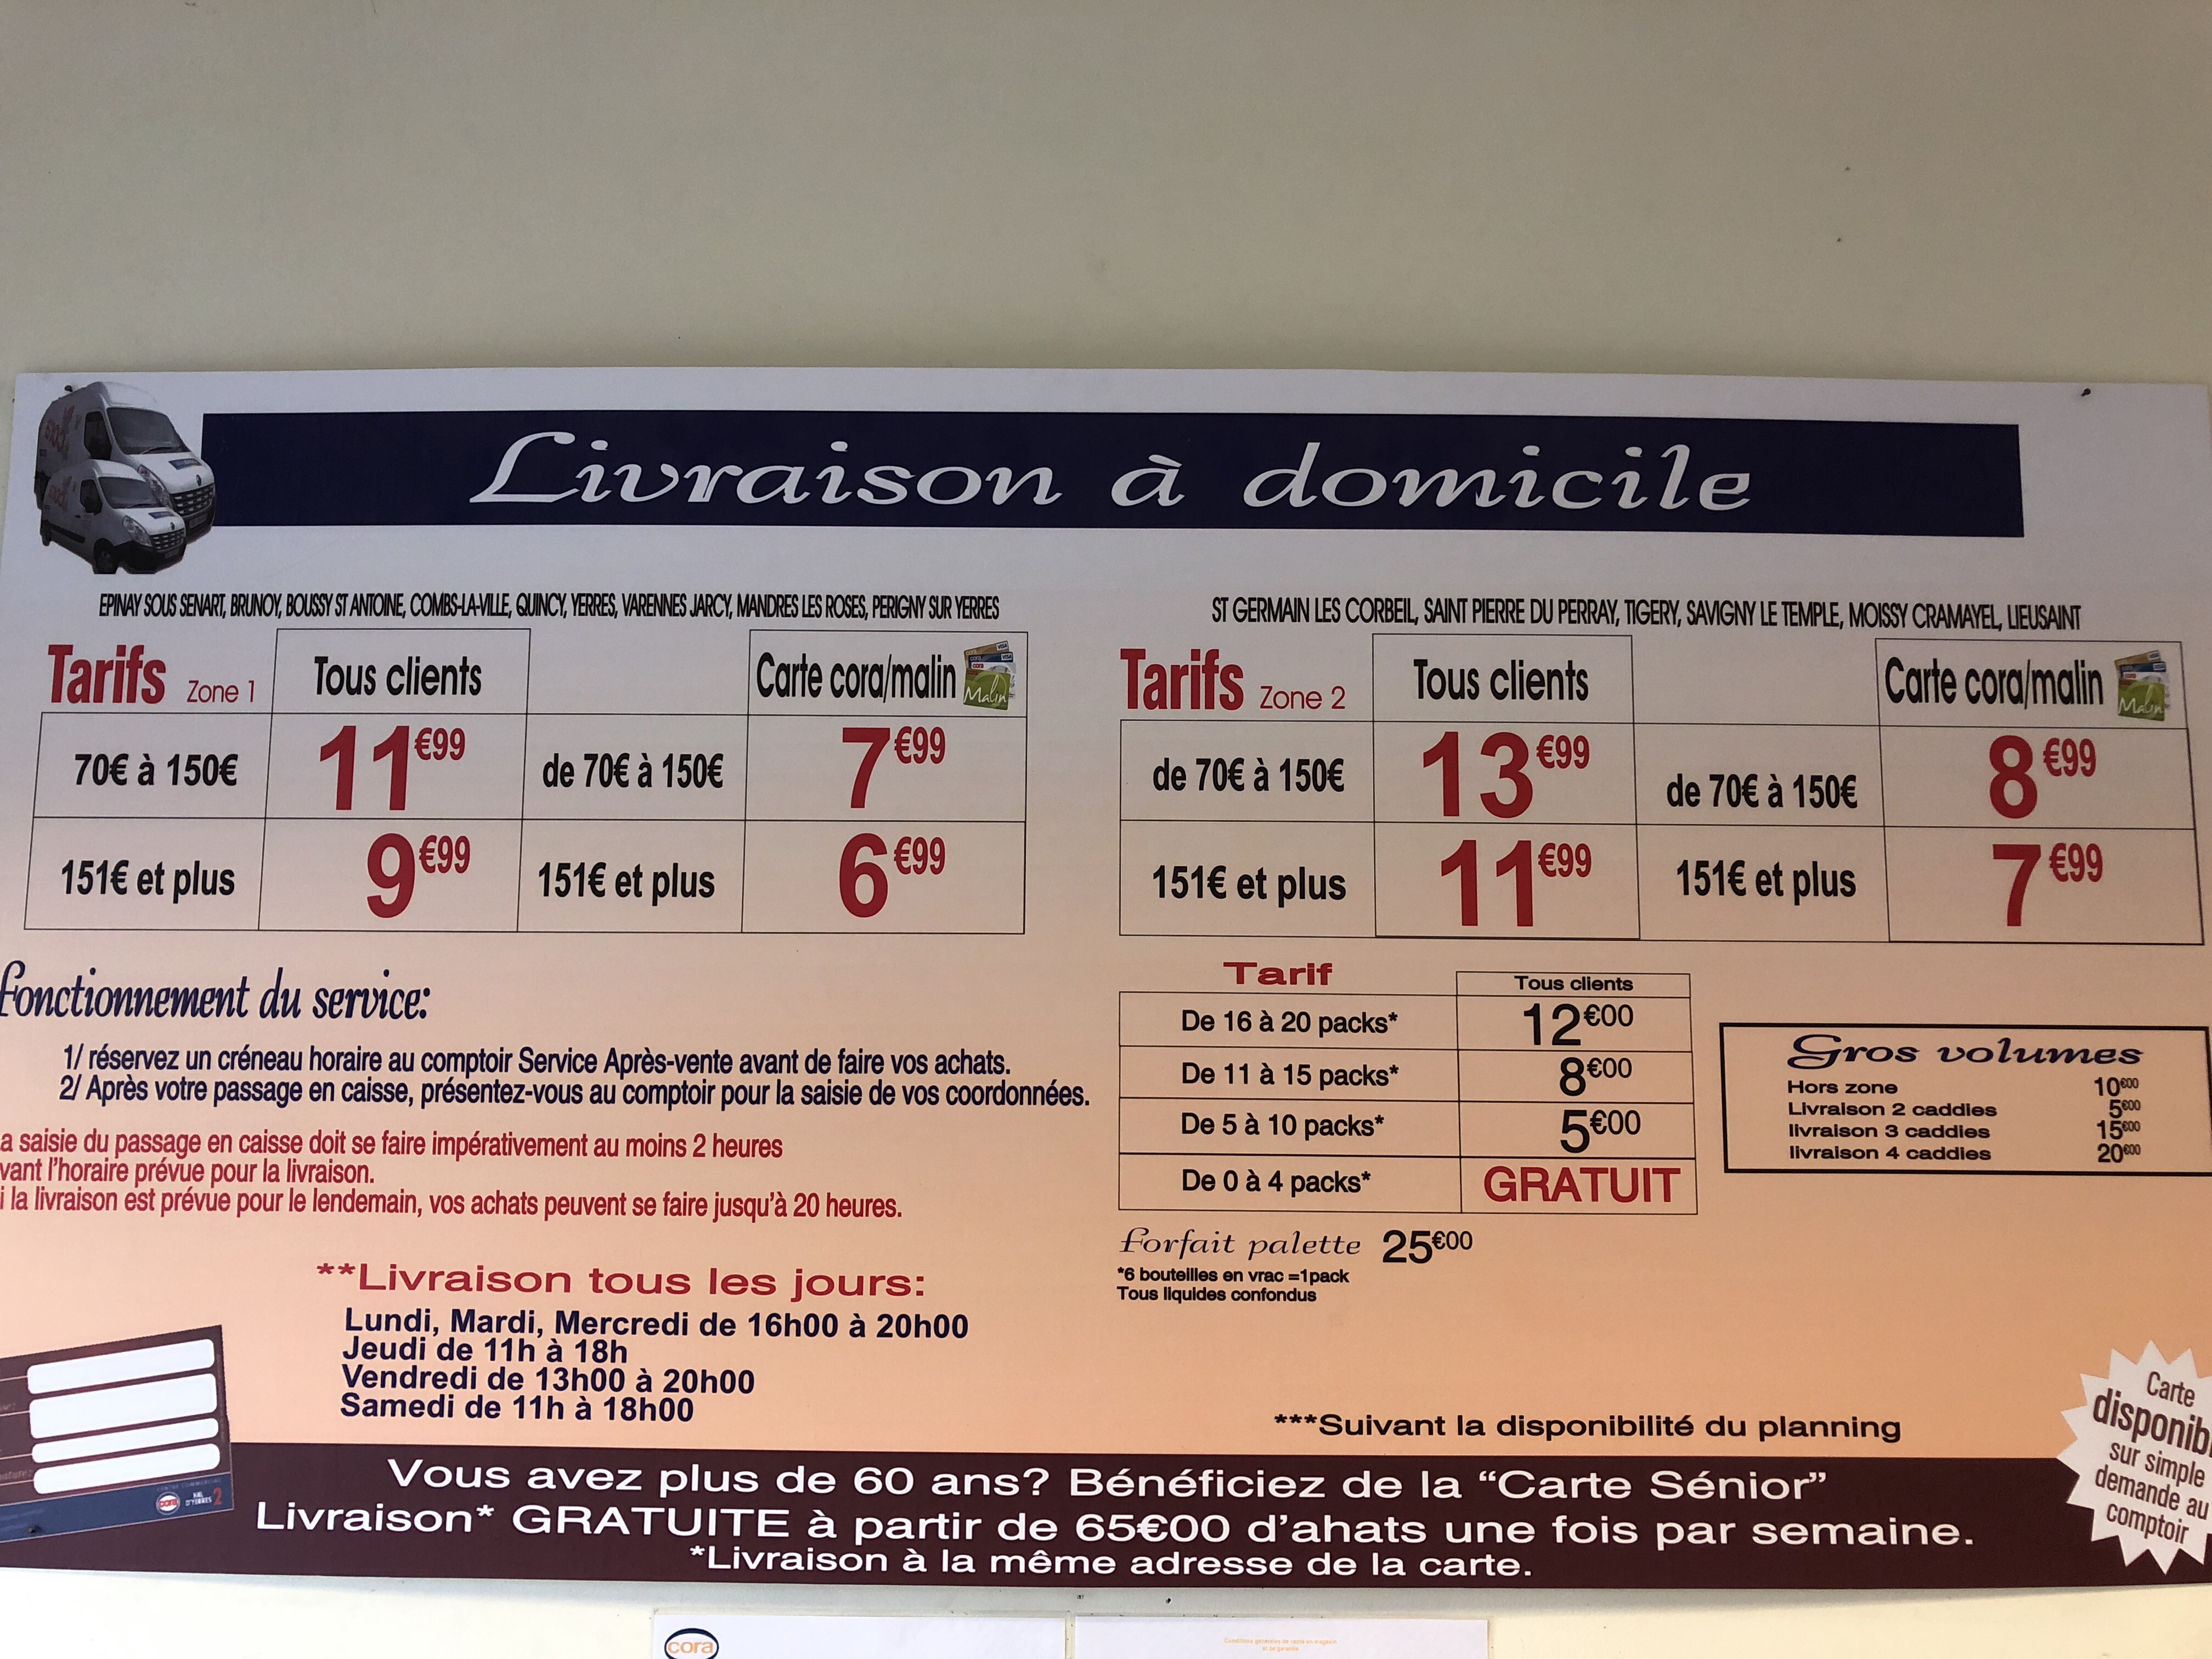 Livraison à domicile
EPINAY SOUS SENART, BRUNOY, BOUSSY ST ANTOINE, COMBS-LA-VILLE, QUINCY, YERRES, VARENNES JARCY, MANDRES LES ROSES, PERIGNY SUR YERRES
Tarifs Zone 1 Tous clients Carte cora/malin
70€ à 150€ 11€99 de 70€ à 150€ 7€99
151€ et plus 9€99 151€ et plus 6€99
ST GERMAIN LES CORBEIL, SAINT PIERRE DU PERRAY, TIGERY, SAVIGNY LE TEMPLE, MOISSY CRAMAYEL, LIEUSAINT
Tarifs Zone 2 Tous clients Carte cora/malin
de 70€ à 150€ 13€99 de 70€ à 150€ 8€99
151€ et plus 11€99 151€ et plus 7€99
Fonctionnement du service:
1/ réservez un créneau horaire au comptoir Service Après-vente avant de faire vos achats.
2/ Après votre passage en caisse, présentez-vous au comptoir pour la saisie de vos coordonnées.
a saisie du passage en caisse doit se faire impérativement au moins 2 heures
vant l'horaire prévue pour la livraison.
i la livraison est prévue pour le lendemain, vos achats peuvent se faire jusqu'à 20 heures.
**Livraison tous les jours:
Lundi, Mardi, Mercredi de 16h00 à 20h00
Jeudi de 11h à 18h
Vendredi de 13h00 à 20h00
Samedi de 11h à 18h00
Tarif Tous clients
De 16 à 20 packs* 12€00
De 11 à 15 packs* 8€00
De 5 à 10 packs* 5€00
De 0 à 4 packs* GRATUIT
Forfait palette 25€00
*6 bouteilles en vrac =1pack
Tous liquides confondus
Gros volumes
Hors zone 10€00
Livraison 2 caddies 5€00
livraison 3 caddies 15€00
livraison 4 caddies 20€00
***Suivant la disponibilité du planning
Carte
disponib
sur simple
demande au
comptoir
cora VAL D'YERRES 2
Vous avez plus de 60 ans? Bénéficiez de la "Carte Sénior"
Livraison* GRATUITE à partir de 65€00 d'ahats une fois par semaine.
*Livraison à la même adresse de la carte.
cora
Conditions générales de vente en magasin